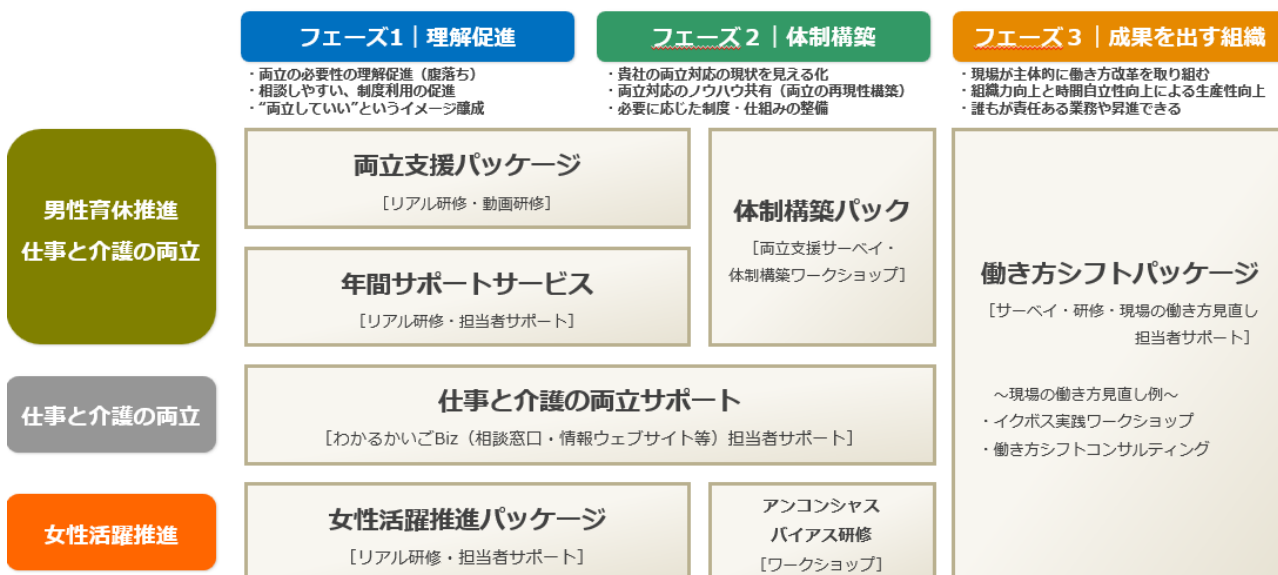 フェーズ1｜理解促進
・両立の必要性の理解促進（腹落ち）
・相談しやすい、制度利用の促進
・“両立していい”というイメージ醸成
フェーズ２｜体制構築
・貴社の両立対応の現状を見える化
・両立対応のノウハウ共有（両立の再現性構築）
・必要に応じた制度・仕組みの整備
フェーズ３｜成果を出す組織
・現場が主体的に働き方改革を取り組む
・組織力向上と時間自立性向上による生産性向上
・誰もが責任ある業務や昇進できる
男性育休推進
仕事と介護の両立
両立支援パッケージ
［リアル研修・動画研修］
年間サポートサービス
［リアル研修・担当者サポート］
体制構築パック
［両立支援サーベイ・
体制構築ワークショップ］
働き方シフトパッケージ
［サーベイ・研修・現場の働き方見直し
担当者サポート］
～現場の働き方見直し例～
・イクボス実践ワークショップ
・働き方シフトコンサルティング
仕事と介護の両立
仕事と介護の両立サポート
［わかるかいごBiz（相談窓口・情報ウェブサイト等）担当者サポート］
女性活躍推進
女性活躍推進パッケージ
［リアル研修・担当者サポート］
アンコンシャス
バイアス研修
［ワークショップ］